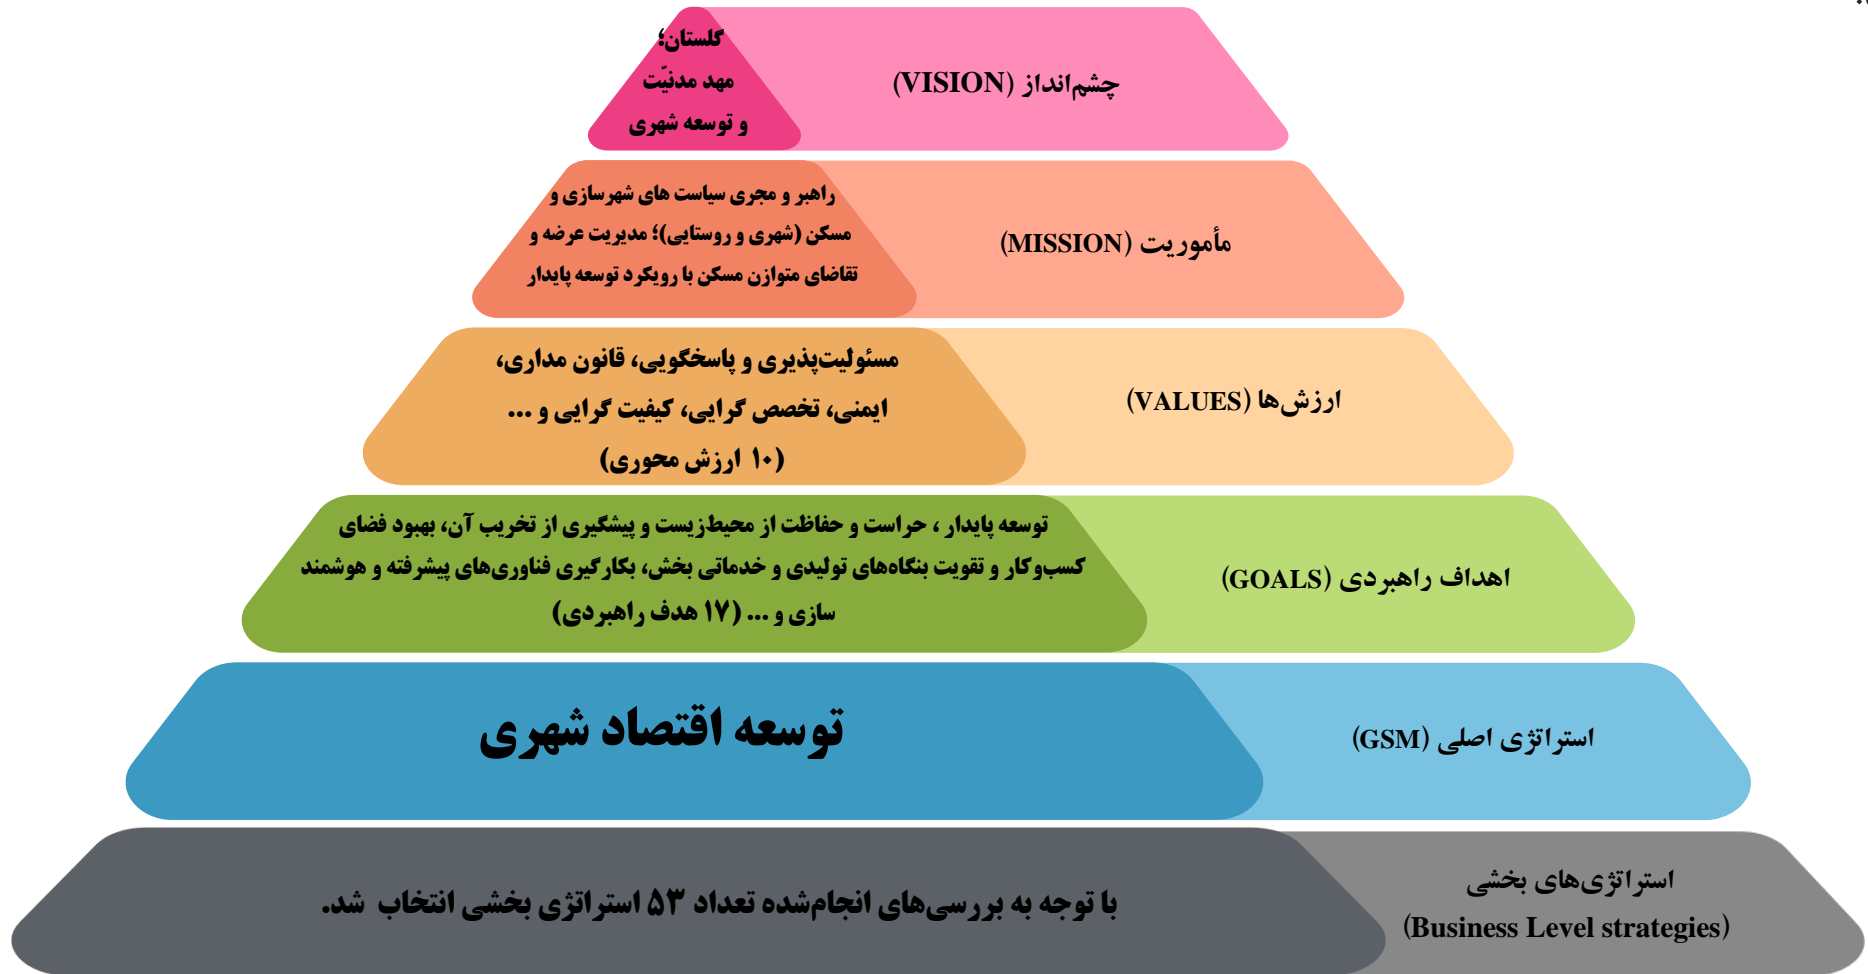 گلستان؛
مهد مدنیّت
و توسعه شهری
چشم‌انداز (VISION)
راهبر و مجری سیاست های شهرسازی و
مسکن (شهری و روستایی)؛ مدیریت عرضه و
تقاضای متوازن مسکن با رویکرد توسعه پایدار
مأموریت (MISSION)
مسئولیت‌پذیری و پاسخگویی، قانون مداری،
ایمنی، تخصص گرایی، کیفیت گرایی و ...
(۱۰ ارزش محوری)
ارزش‌ها (VALUES)
توسعه پایدار ، حراست و حفاظت از محیط‌زیست و پیشگیری از تخریب آن، بهبود فضای
کسب‌وکار و تقویت بنگاه‌های تولیدی و خدماتی بخش، بکارگیری فناوری‌های پیشرفته و هوشمند
سازی و ... (۱۷ هدف راهبردی)
اهداف راهبردی (GOALS)
توسعه اقتصاد شهری
استراتژی اصلی (GSM)
با توجه به بررسی‌های انجام‌شده تعداد ۵۳ استراتژی بخشی انتخاب شد.
استراتژی‌های بخشی
(Business Level strategies)